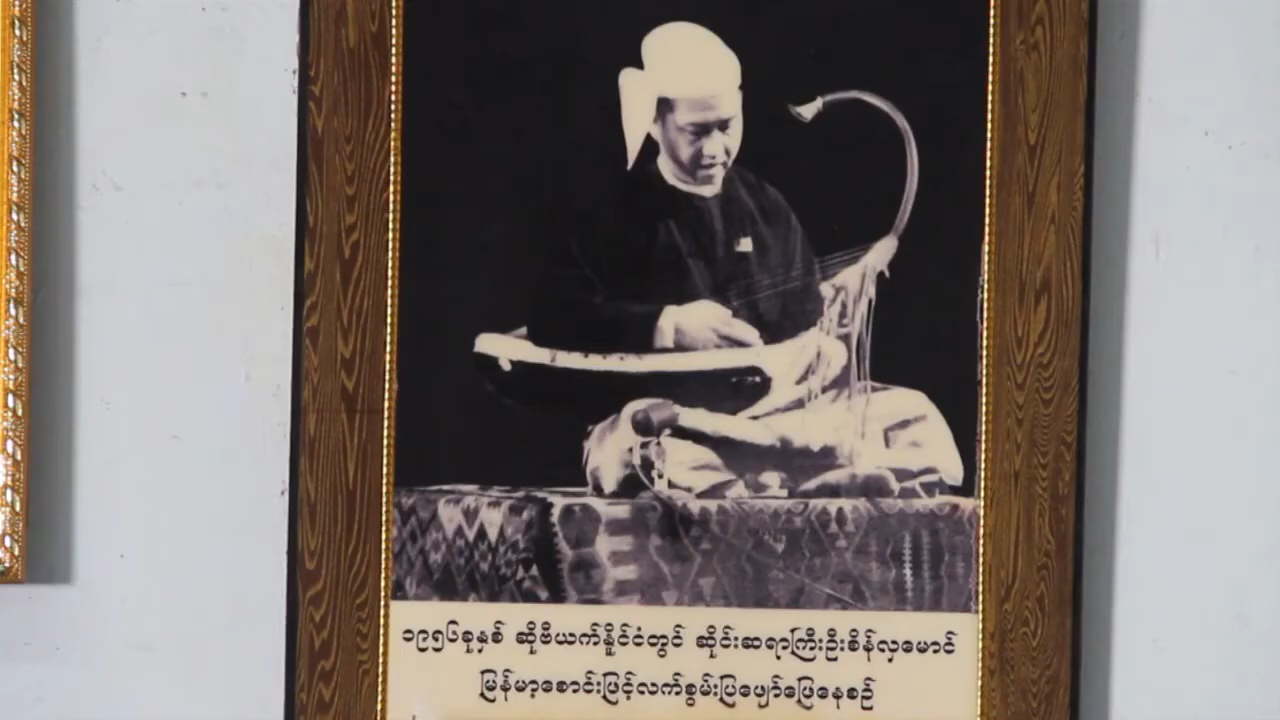 ၁၉၅၆ခုနှစ် ဆိုဗီယက်နိူင်ငံတွင် ဆိုင်းဆရာကြီးဦးစိန်လှမောင်
မြန်မာ့စောင်းဖြင့်လက်စွမ်းပြဖျော်ဖြေနေစဉ်